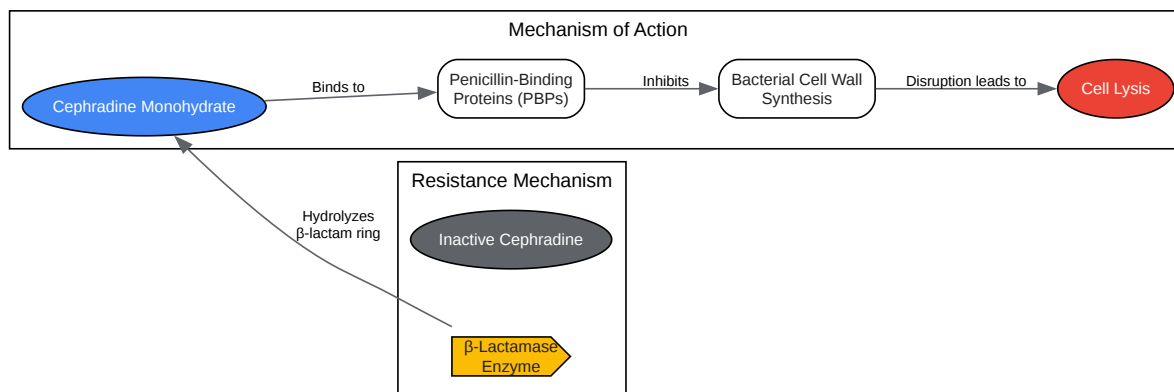 Mechanism of Action
Cephradine Monohydrate
Binds to
Penicillin-Binding
Proteins (PBPs)
Inhibits
Bacterial Cell Wall
Synthesis
Disruption leads to
Cell Lysis
Hydrolyzes
β-lactam ring
Resistance Mechanism
Inactive Cephradine
β-Lactamase
Enzyme